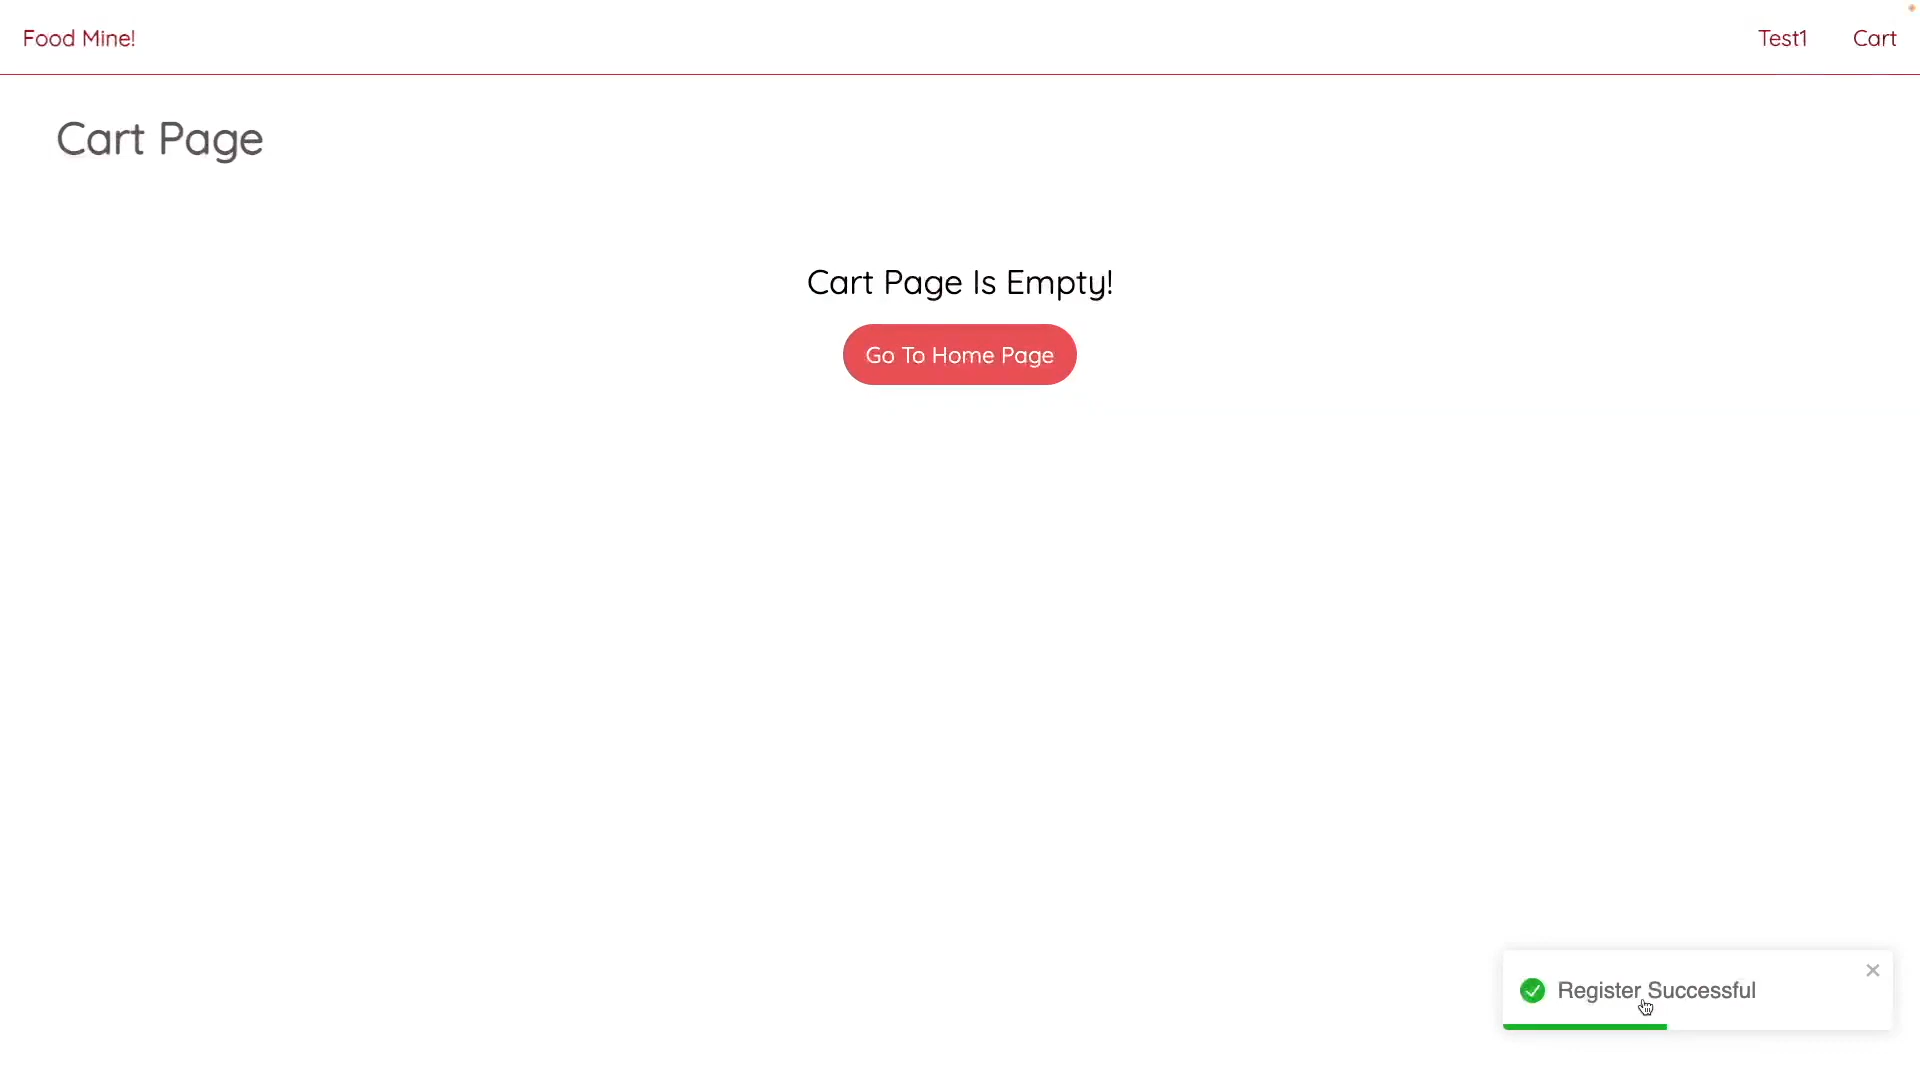 Food Mine!
Test1
Cart
Cart Page
Cart Page Is Empty!
Go To Home Page
Register Successful